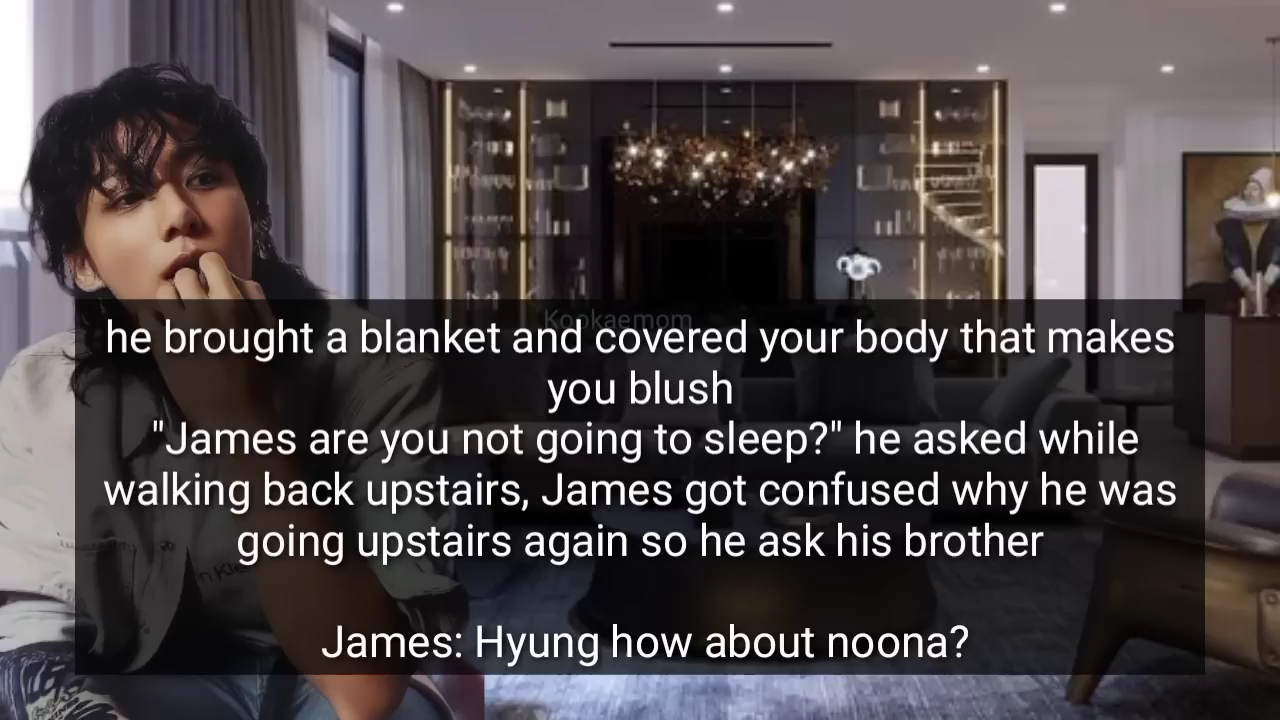 Kookaemom
he brought a blanket and covered your body that makes
you blush
"James are you not going to sleep?" he asked while
walking back upstairs, James got confused why he was
going upstairs again so he ask his brother
James: Hyung how about noona?